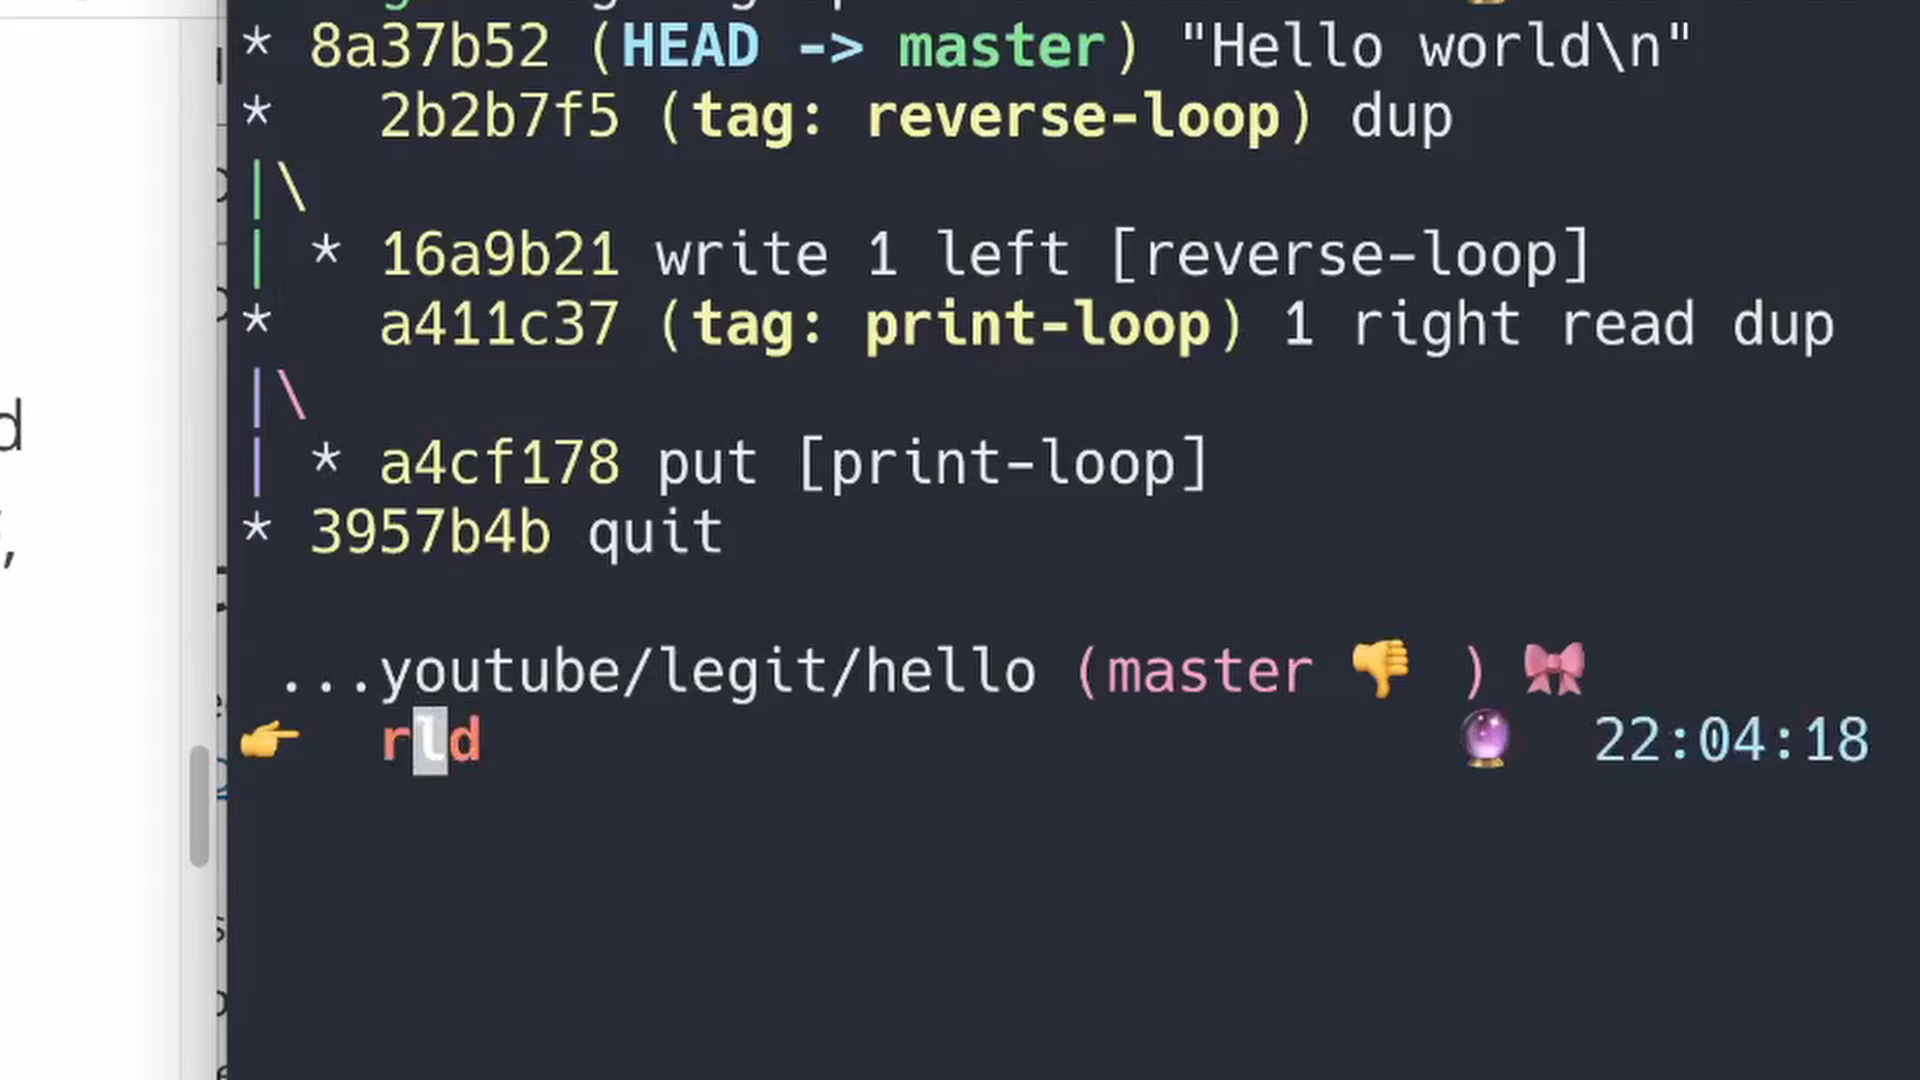 * 8a37b52 (HEAD -> master) "Hello world\n"
* 2b2b7f5 (tag: reverse-loop) dup
|\
| * 16a9b21 write 1 left [reverse-loop]
* a411c37 (tag: print-loop) 1 right read dup
|\
| * a4cf178 put [print-loop]
* 3957b4b quit
...youtube/legit/hello (master 👎 ) 🎀
👉 rld 🔮 22:04:18
d